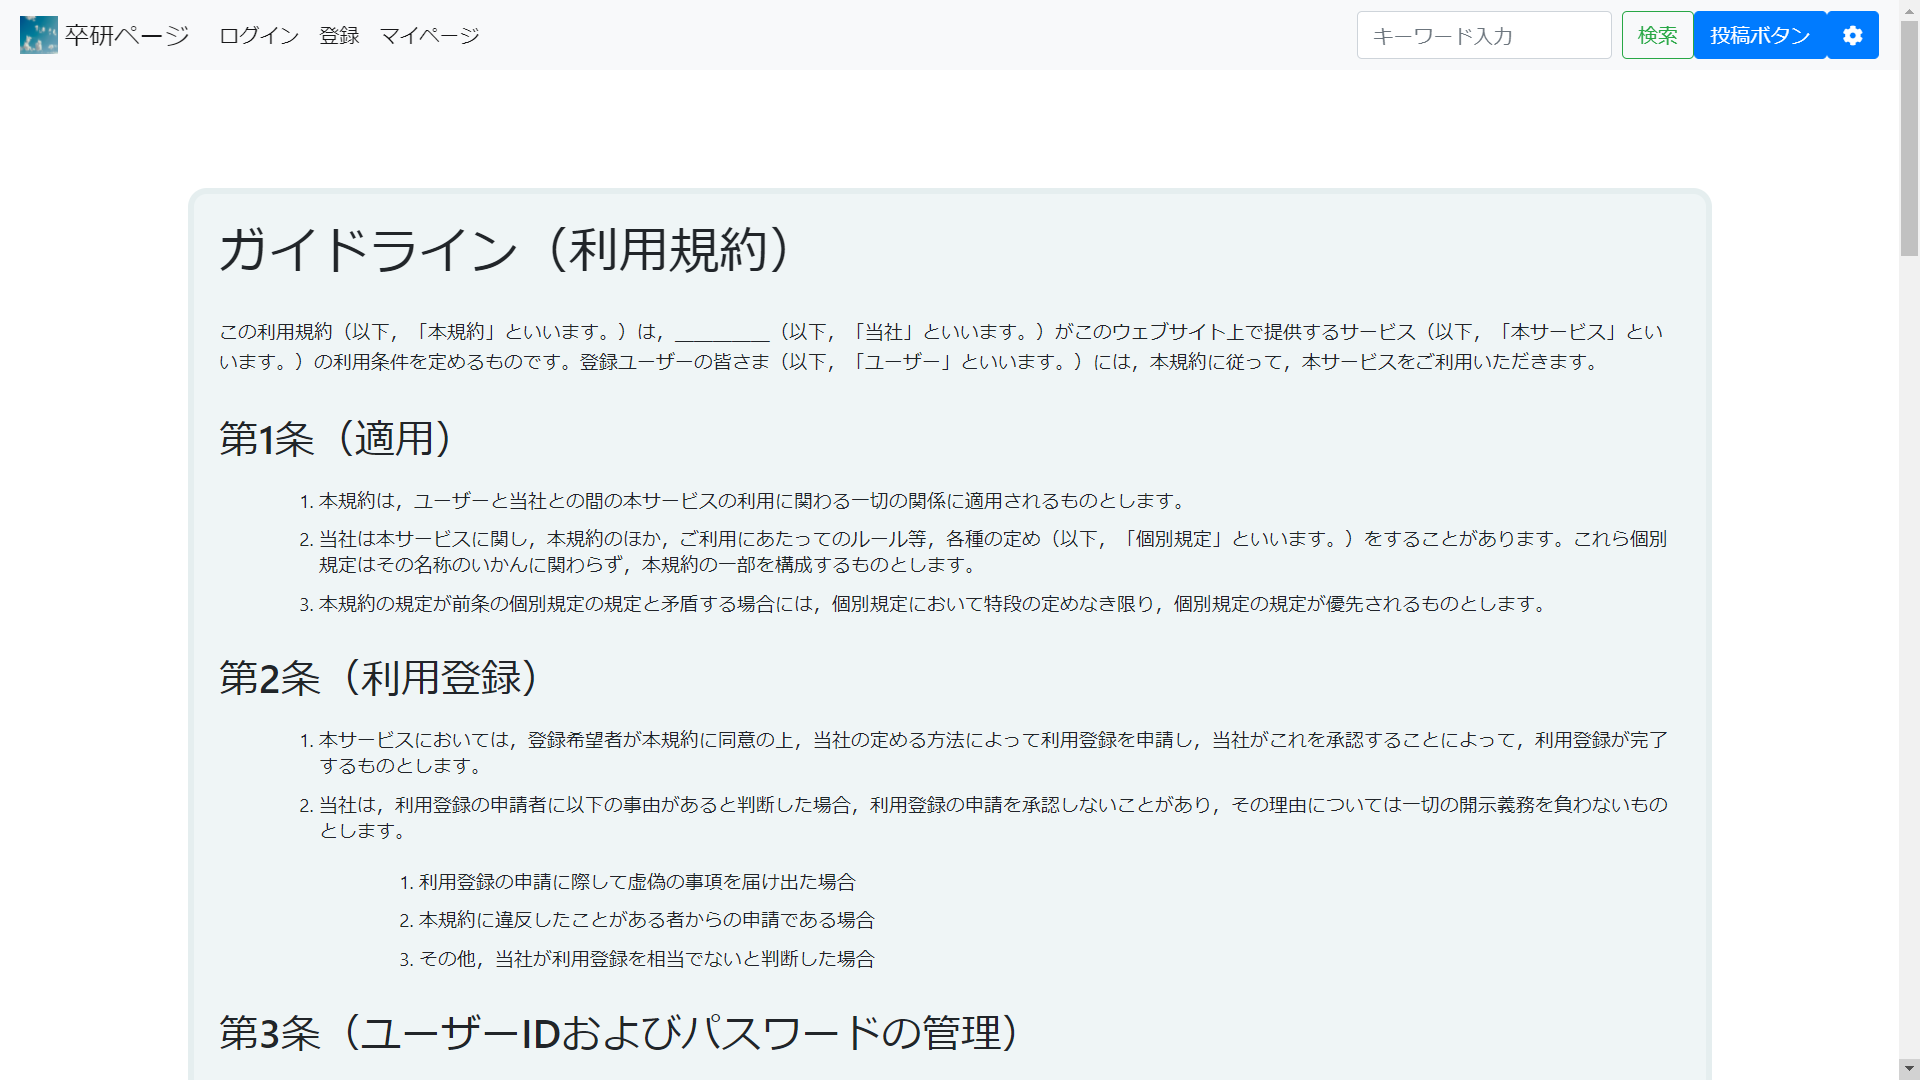 卒研ページ ログイン 登録 マイページ キーワード入力 検索 投稿ボタン
ガイドライン（利用規約）
この利用規約（以下，「本規約」といいます。）は，__________（以下，「当社」といいます。）がこのウェブサイト上で提供するサービス（以下，「本サービス」とい
います。）の利用条件を定めるものです。登録ユーザーの皆さま（以下，「ユーザー」といいます。）には，本規約に従って，本サービスをご利用いただきます。
第1条（適用）
1. 本規約は，ユーザーと当社との間の本サービスの利用に関わる一切の関係に適用されるものとします。
2. 当社は本サービスに関し，本規約のほか，ご利用にあたってのルール等，各種の定め（以下，「個別規定」といいます。）をすることがあります。これら個別
規定はその名称のいかんに関わらず，本規約の一部を構成するものとします。
3. 本規約の規定が前条の個別規定の規定と矛盾する場合には，個別規定において特段の定めなき限り，個別規定の規定が優先されるものとします。
第2条（利用登録）
1. 本サービスにおいては，登録希望者が本規約に同意の上，当社の定める方法によって利用登録を申請し，当社がこれを承認することによって，利用登録が完了
するものとします。
2. 当社は，利用登録の申請者に以下の事由があると判断した場合，利用登録の申請を承認しないことがあり，その理由については一切の開示義務を負わないもの
とします。
1. 利用登録の申請に際して虚偽の事項を届け出た場合
2. 本規約に違反したことがある者からの申請である場合
3. その他，当社が利用登録を相当でないと判断した場合
第3条（ユーザーIDおよびパスワードの管理）